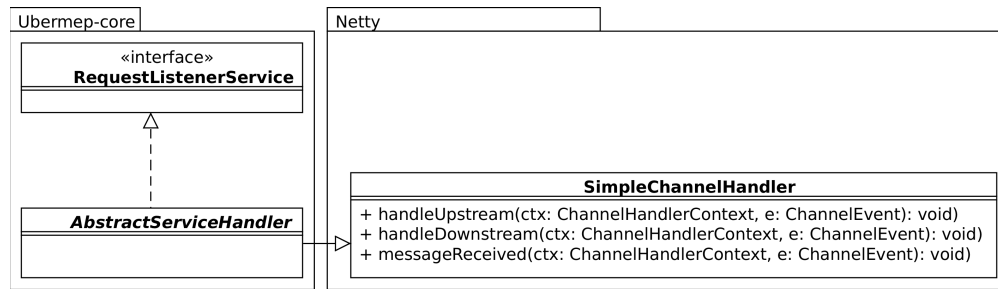 Ubermep-core
Netty
«interface»
RequestListenerService
AbstractServiceHandler
SimpleChannelHandler
+ handleUpstream(ctx: ChannelHandlerContext, e: ChannelEvent): void)
+ handleDownstream(ctx: ChannelHandlerContext, e: ChannelEvent): void)
+ messageReceived(ctx: ChannelHandlerContext, e: ChannelEvent): void)